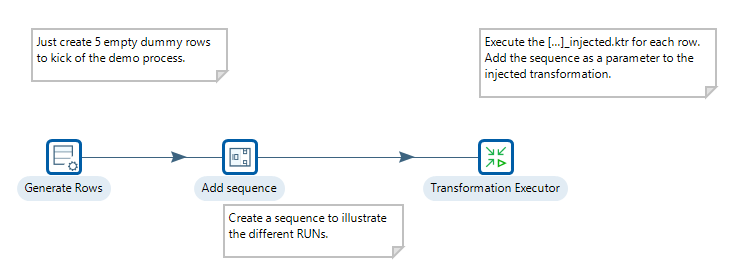 Just create 5 empty dummy rows
to kick of the demo process.
Execute the [...]_injected.ktr for each row.
Add the sequence as a parameter to the
injected transformation.
Generate Rows
Add sequence
Transformation Executor
Create a sequence to illustrate
the different RUNs.